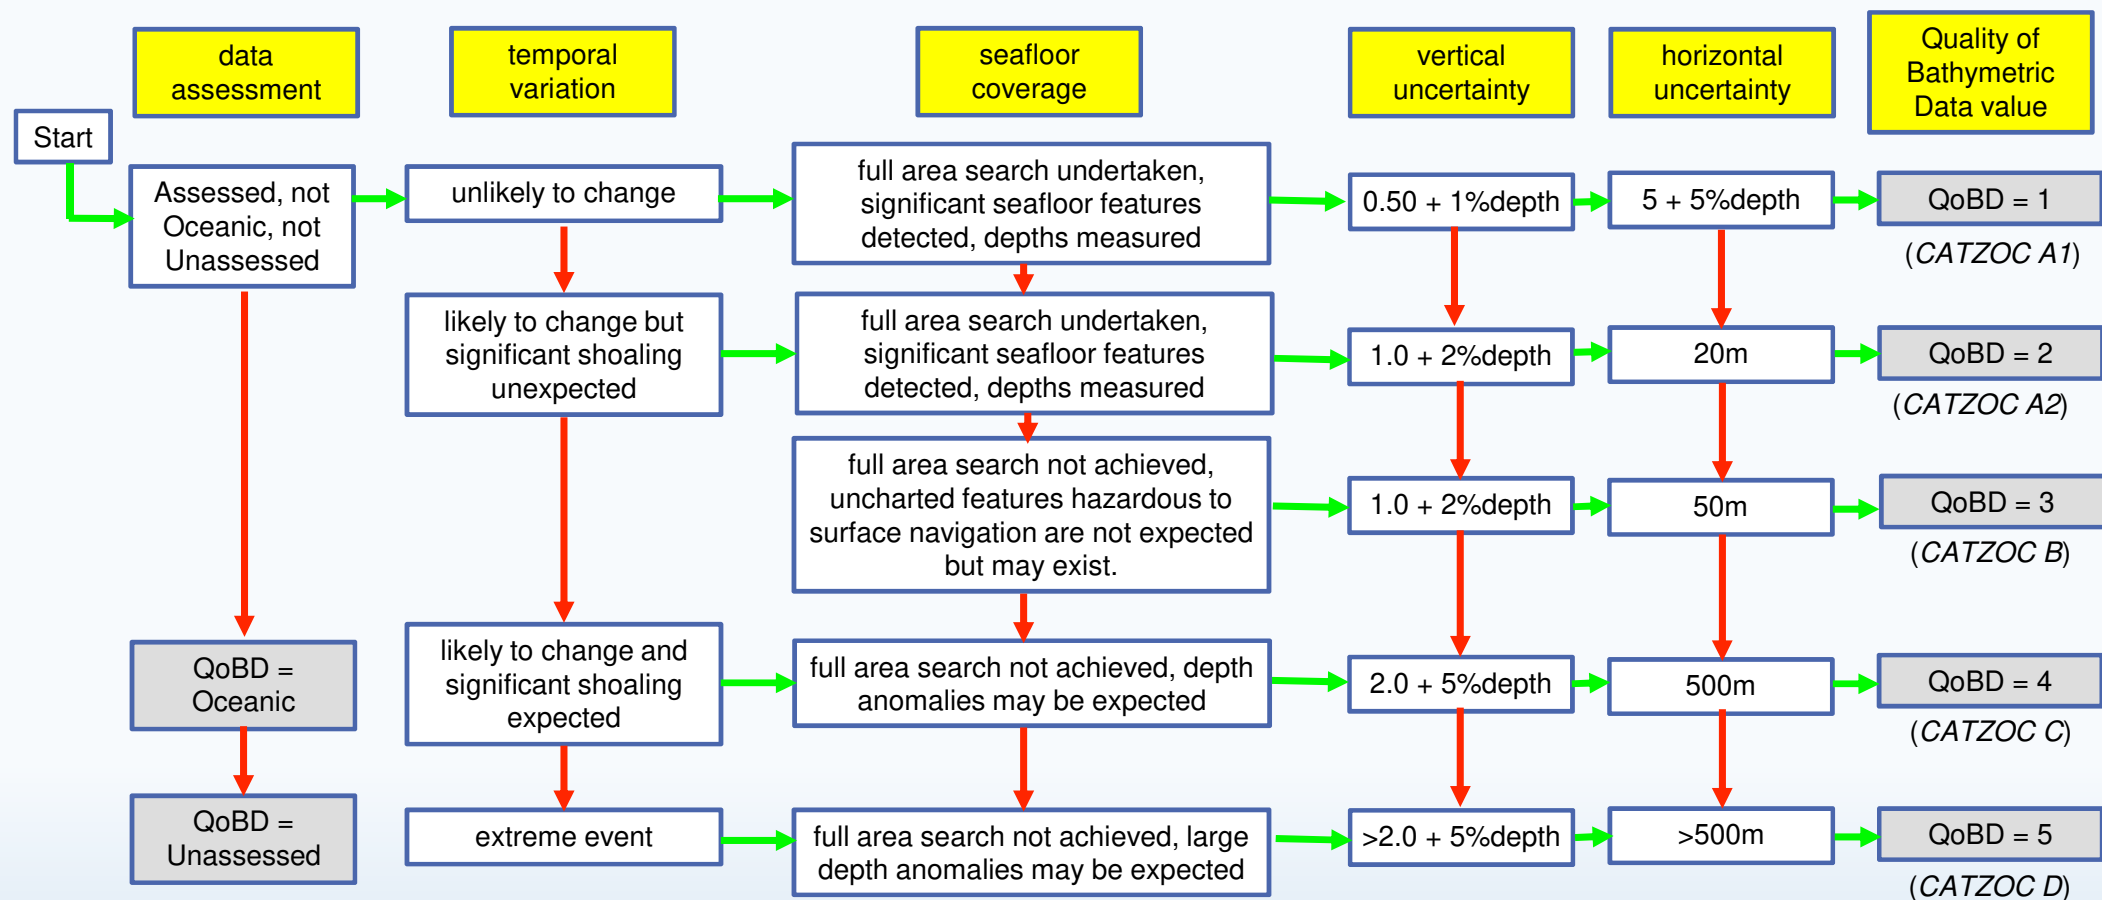 data
assessment
temporal
variation
seafloor
coverage
vertical
uncertainty
horizontal
uncertainty
Quality of
Bathymetric
Data value
Start
Assessed, not
Oceanic, not
Unassessed
unlikely to change
full area search undertaken,
significant seafloor features
detected, depths measured
0.50 + 1%depth
5 + 5%depth
QoBD = 1
(CATZOC A1)
likely to change but
significant shoaling
unexpected
full area search undertaken,
significant seafloor features
detected, depths measured
1.0 + 2%depth
20m
QoBD = 2
(CATZOC A2)
full area search not achieved,
uncharted features hazardous to
surface navigation are not expected
but may exist.
1.0 + 2%depth
50m
QoBD = 3
(CATZOC B)
QoBD =
Oceanic
likely to change and
significant shoaling
expected
full area search not achieved, depth
anomalies may be expected
2.0 + 5%depth
500m
QoBD = 4
(CATZOC C)
QoBD =
Unassessed
extreme event
full area search not achieved, large
depth anomalies may be expected
>2.0 + 5%depth
>500m
QoBD = 5
(CATZOC D)